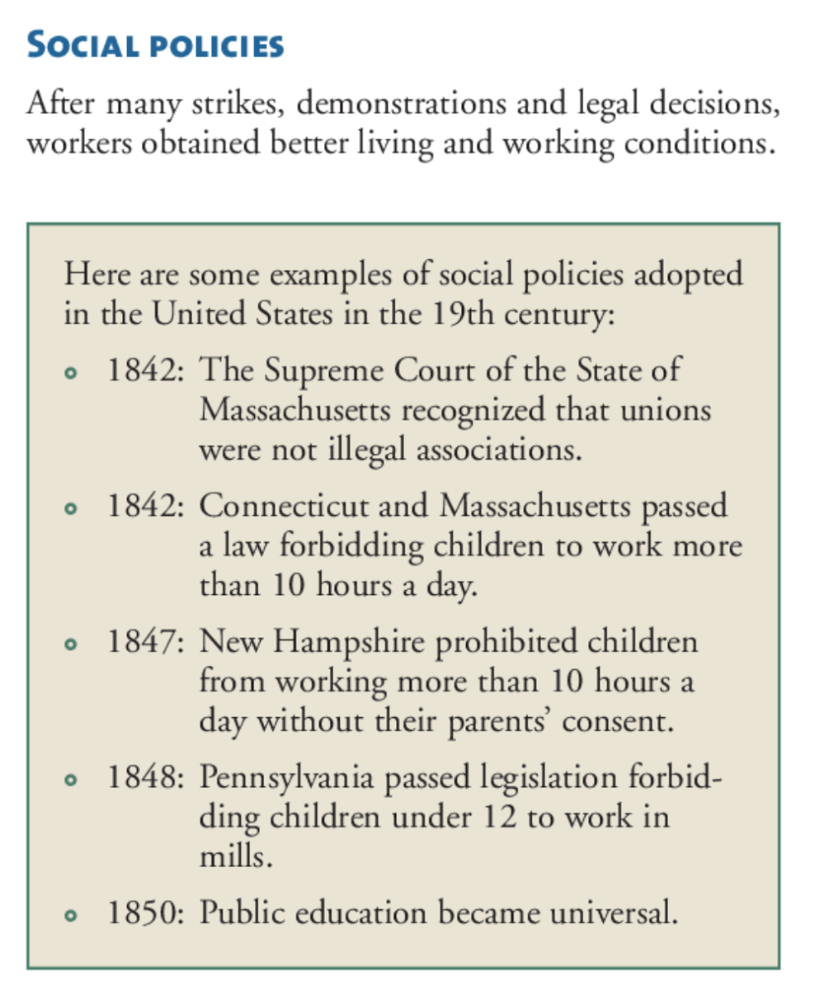 SOCIAL POLICIES
After many strikes, demonstrations and legal decisions,
workers obtained better living and working conditions.
Here are some examples of social policies adopted
in the United States in the 19th century:
1842: The Supreme Court of the State of
Massachusetts recognized that unions
were not illegal associations.
1842: Connecticut and Massachusetts passed
a law forbidding children to work more
than 10 hours a day.
1847: New Hampshire prohibited children
from working more than 10 hours a
day without their parents’ consent.
1848: Pennsylvania passed legislation forbid-
ding children under 12 to work in
mills.
1850: Public education became universal.